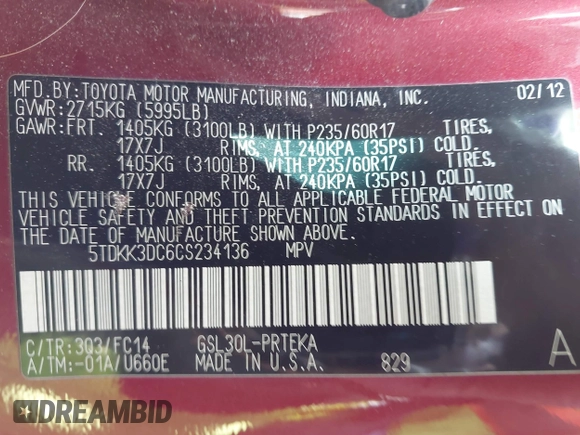 MFD.BY:TOYOTA MOTOR MANUFACTURING, INDIANA, INC. 02/12
GVWR:2715KG (5995LB)
GAWR:FRT. 1405KG (3100LB) WITH P235/60R17 TIRES,
17X7J RIMS, AT 240KPA (35PSI) COLD.
RR. 1405KG (3100LB) WITH P235/60R17 TIRES,
17X7J RIMS, AT 240KPA (35PSI) COLD.
THIS VEHICLE CONFORMS TO ALL APPLICABLE FEDERAL MOTOR
VEHICLE SAFETY AND THEFT PREVENTION STANDARDS IN EFFECT ON
THE DATE OF MANUFACTURE SHOWN ABOVE.
5TDKK3DC6CS234136 MPV
C/TR:3Q3/FC14 GSL30L-PRTEKA
A/TM:-01A/U660E MADE IN U.S.A. 829 A
DREAMBID